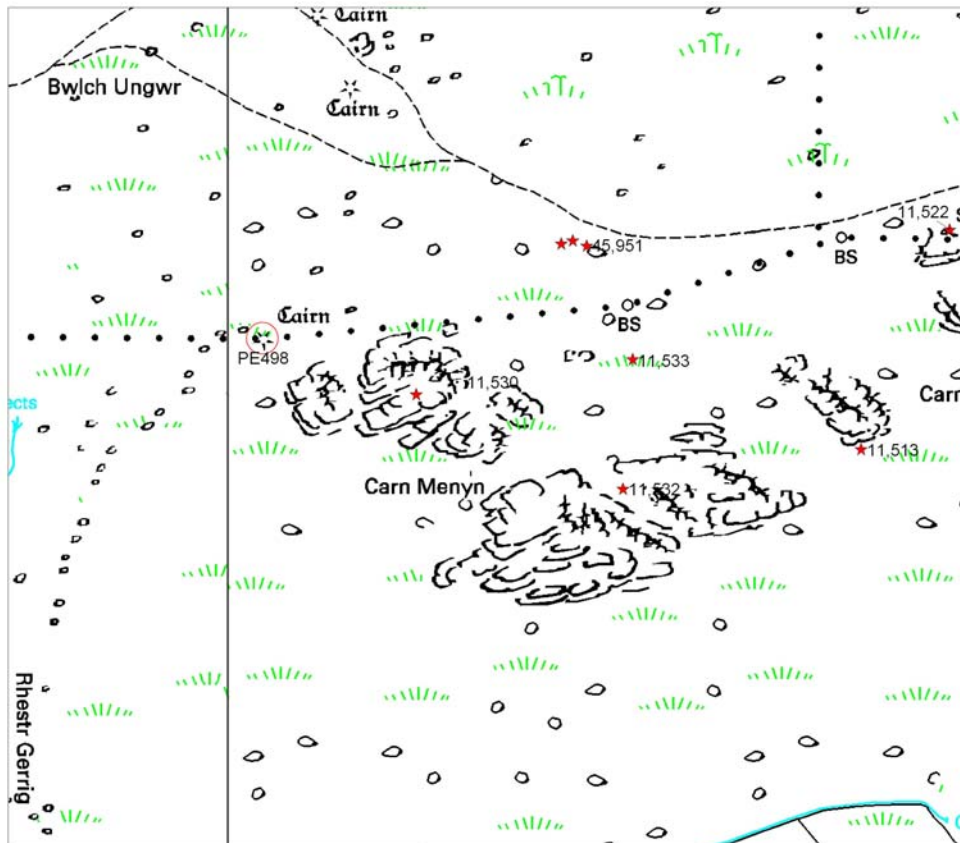 Cairn
Bwlch Ungwr
Cairn
11,522
S
45,951
BS
Cairn
BS
PE498
11,533
11,530
ects
Carn
11,513
Carn Menyn
11,532
Rhestr Gerrig